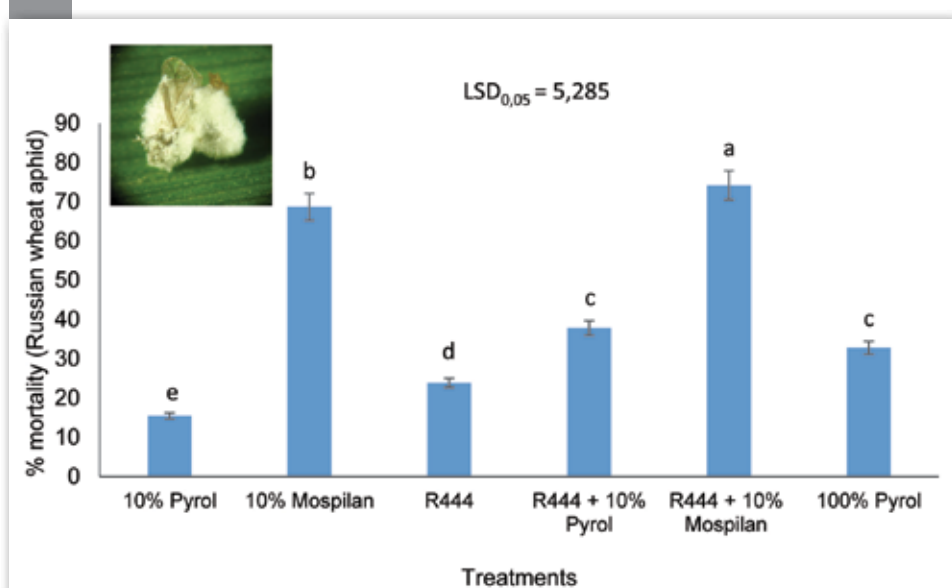 LSD0,05 = 5,285
% mortality (Russian wheat aphid)
90
80
70
60
50
40
30
20
10
0
e
b
d
c
a
c
10% Pyrol
10% Mospilan
R444
R444 + 10%
Pyrol
R444 + 10%
Mospilan
100% Pyrol
Treatments